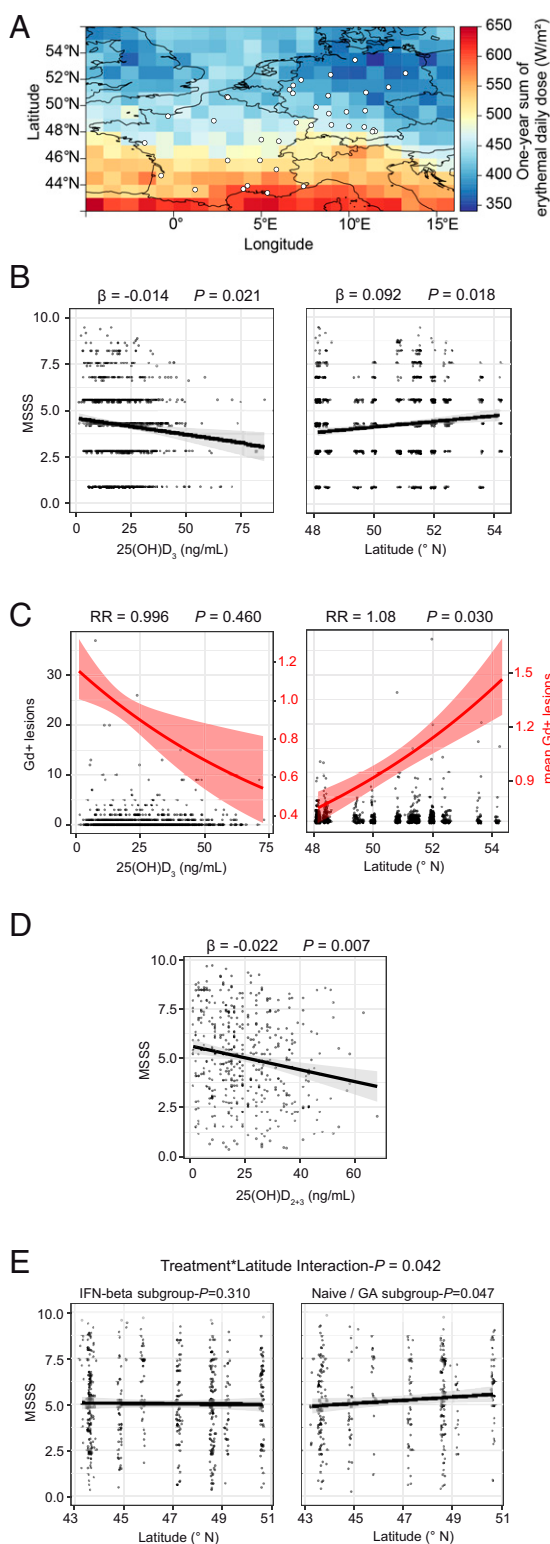 A
54°N
52°N
50°N
48°N
46°N
44°N
Latitude
0°
5°E
10°E
15°E
Longitude
650
600
550
500
450
400
350
One-year sum of
erythemal daily dose (W/m²)
B
β = -0.014 P = 0.021
β = 0.092 P = 0.018
10.0
7.5
5.0
2.5
0.0
MSSS
0 25 50 75
25(OH)D₃ (ng/mL)
48 50 52 54
Latitude (° N)
C
RR = 0.996 P = 0.460
RR = 1.08 P = 0.030
30
20
10
0
Gd+ lesions
1.2
1.0
0.8
0.6
0.4
1.5
1.2
0.9
mean Gd+ lesions
0 25 50 75
25(OH)D₃ (ng/mL)
48 50 52 54
Latitude (° N)
D
β = -0.022 P = 0.007
10.0
7.5
5.0
2.5
0.0
MSSS
0 25 40 60
25(OH)D₂₊₃ (ng/mL)
E
Treatment*Latitude Interaction-P = 0.042
IFN-beta subgroup-P=0.310
Naive / GA subgroup-P=0.047
10.0
7.5
5.0
2.5
0.0
MSSS
43 45 47 49 51
Latitude (° N)
43 45 47 49 51
Latitude (° N)